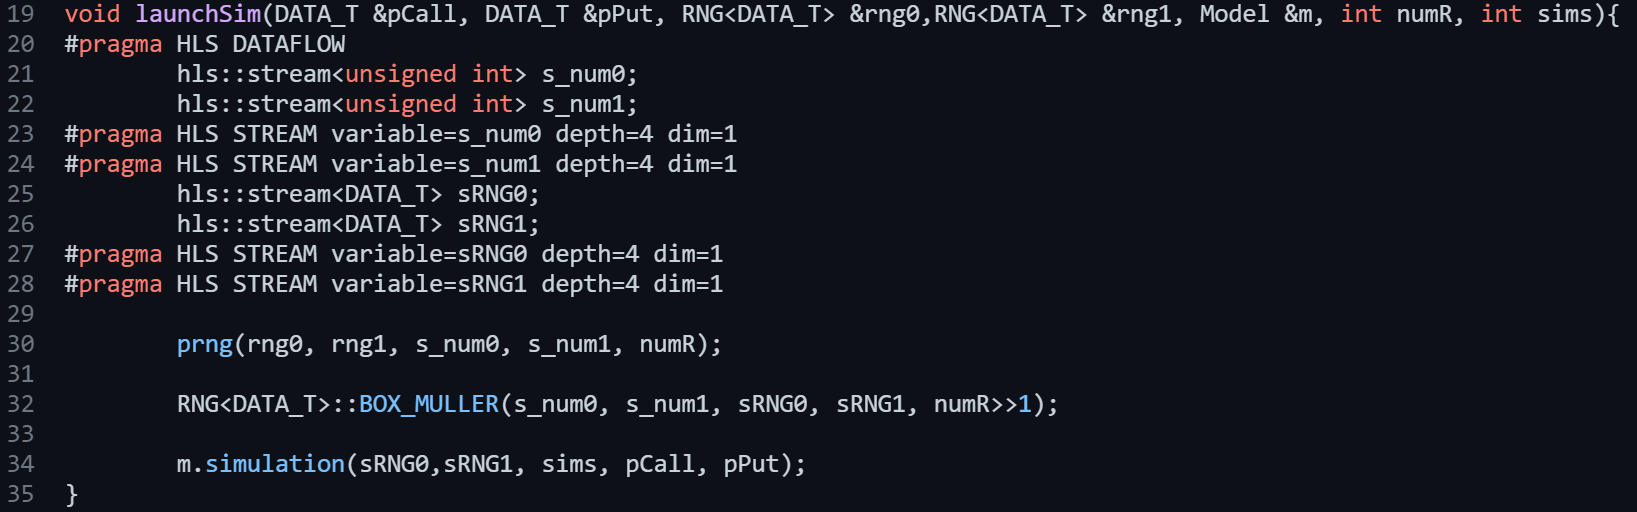 19 void launchSim(DATA_T &pCall, DATA_T &pPut, RNG<DATA_T> &rng0,RNG<DATA_T> &rng1, Model &m, int numR, int sims){
20 #pragma HLS DATAFLOW
21         hls::stream<unsigned int> s_num0;
22         hls::stream<unsigned int> s_num1;
23 #pragma HLS STREAM variable=s_num0 depth=4 dim=1
24 #pragma HLS STREAM variable=s_num1 depth=4 dim=1
25         hls::stream<DATA_T> sRNG0;
26         hls::stream<DATA_T> sRNG1;
27 #pragma HLS STREAM variable=sRNG0 depth=4 dim=1
28 #pragma HLS STREAM variable=sRNG1 depth=4 dim=1
29
30         prng(rng0, rng1, s_num0, s_num1, numR);
31
32         RNG<DATA_T>::BOX_MULLER(s_num0, s_num1, sRNG0, sRNG1, numR>>1);
33
34         m.simulation(sRNG0,sRNG1, sims, pCall, pPut);
35 }